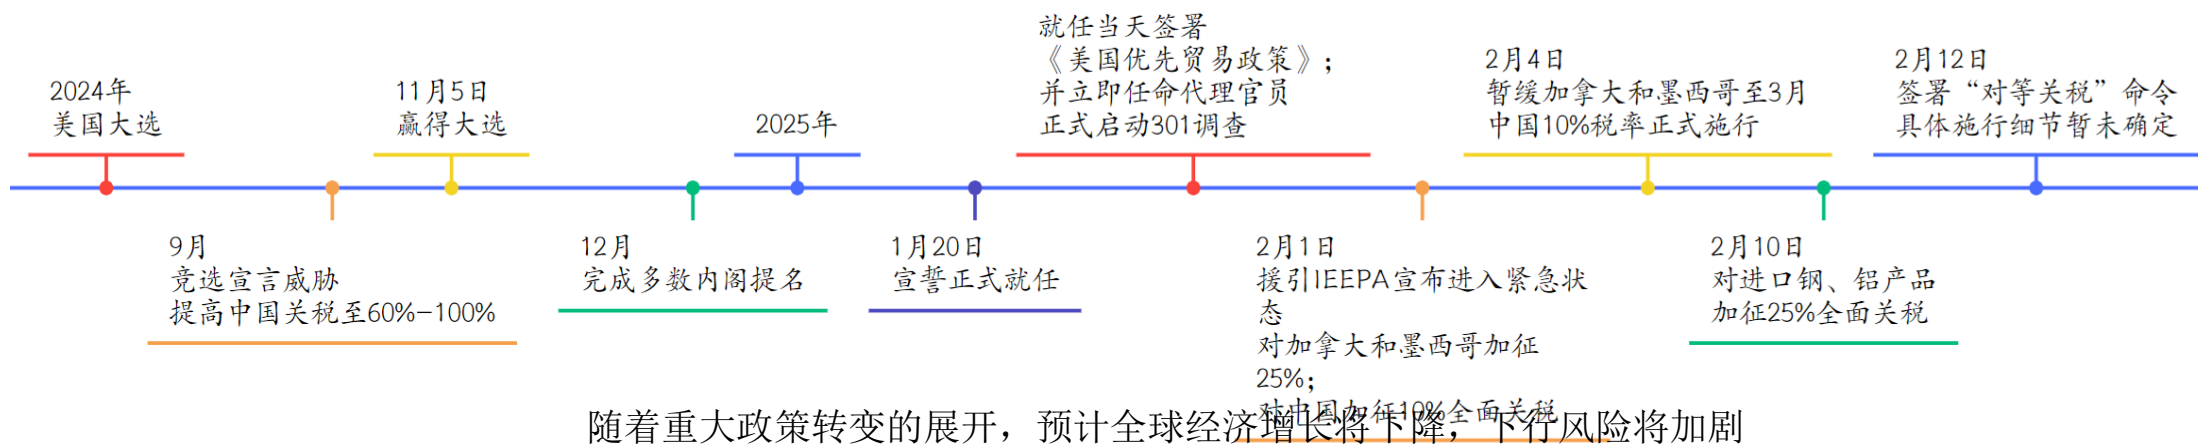 2024年
美国大选
9月
竞选宣言威胁
提高中国关税至60%-100%
11月5日
赢得大选
12月
完成多数内阁提名
2025年
1月20日
宣誓正式就任
就任当天签署
《美国优先贸易政策》；
并立即任命代理官员
正式启动301调查
2月1日
援引IEEPA宣布进入紧急状
态
对加拿大和墨西哥加征
25%；
对中国加征10%全面关税
2月4日
暂缓加拿大和墨西哥至3月
中国10%税率正式施行
2月10日
对进口钢、铝产品
加征25%全面关税
2月12日
签署“对等关税”命令
具体施行细节暂未确定
随着重大政策转变的展开，预计全球经济增长将下降，下行风险将加剧